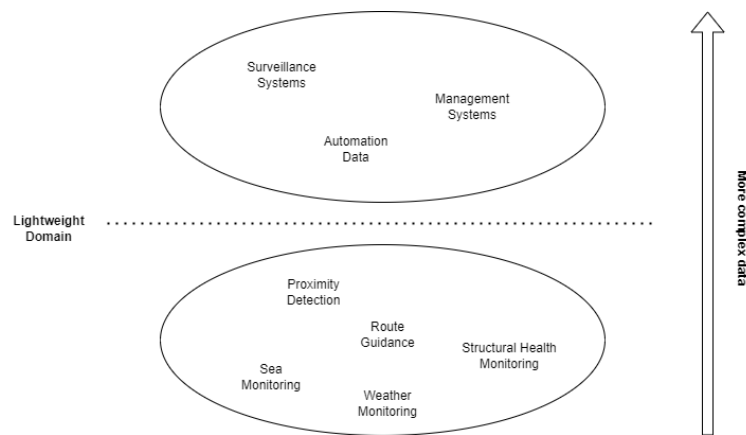 Surveillance
Systems
Management
Systems
Automation
Data
Lightweight
Domain
More complex data
Proximity
Detection
Route
Guidance
Structural Health
Monitoring
Sea
Monitoring
Weather
Monitoring